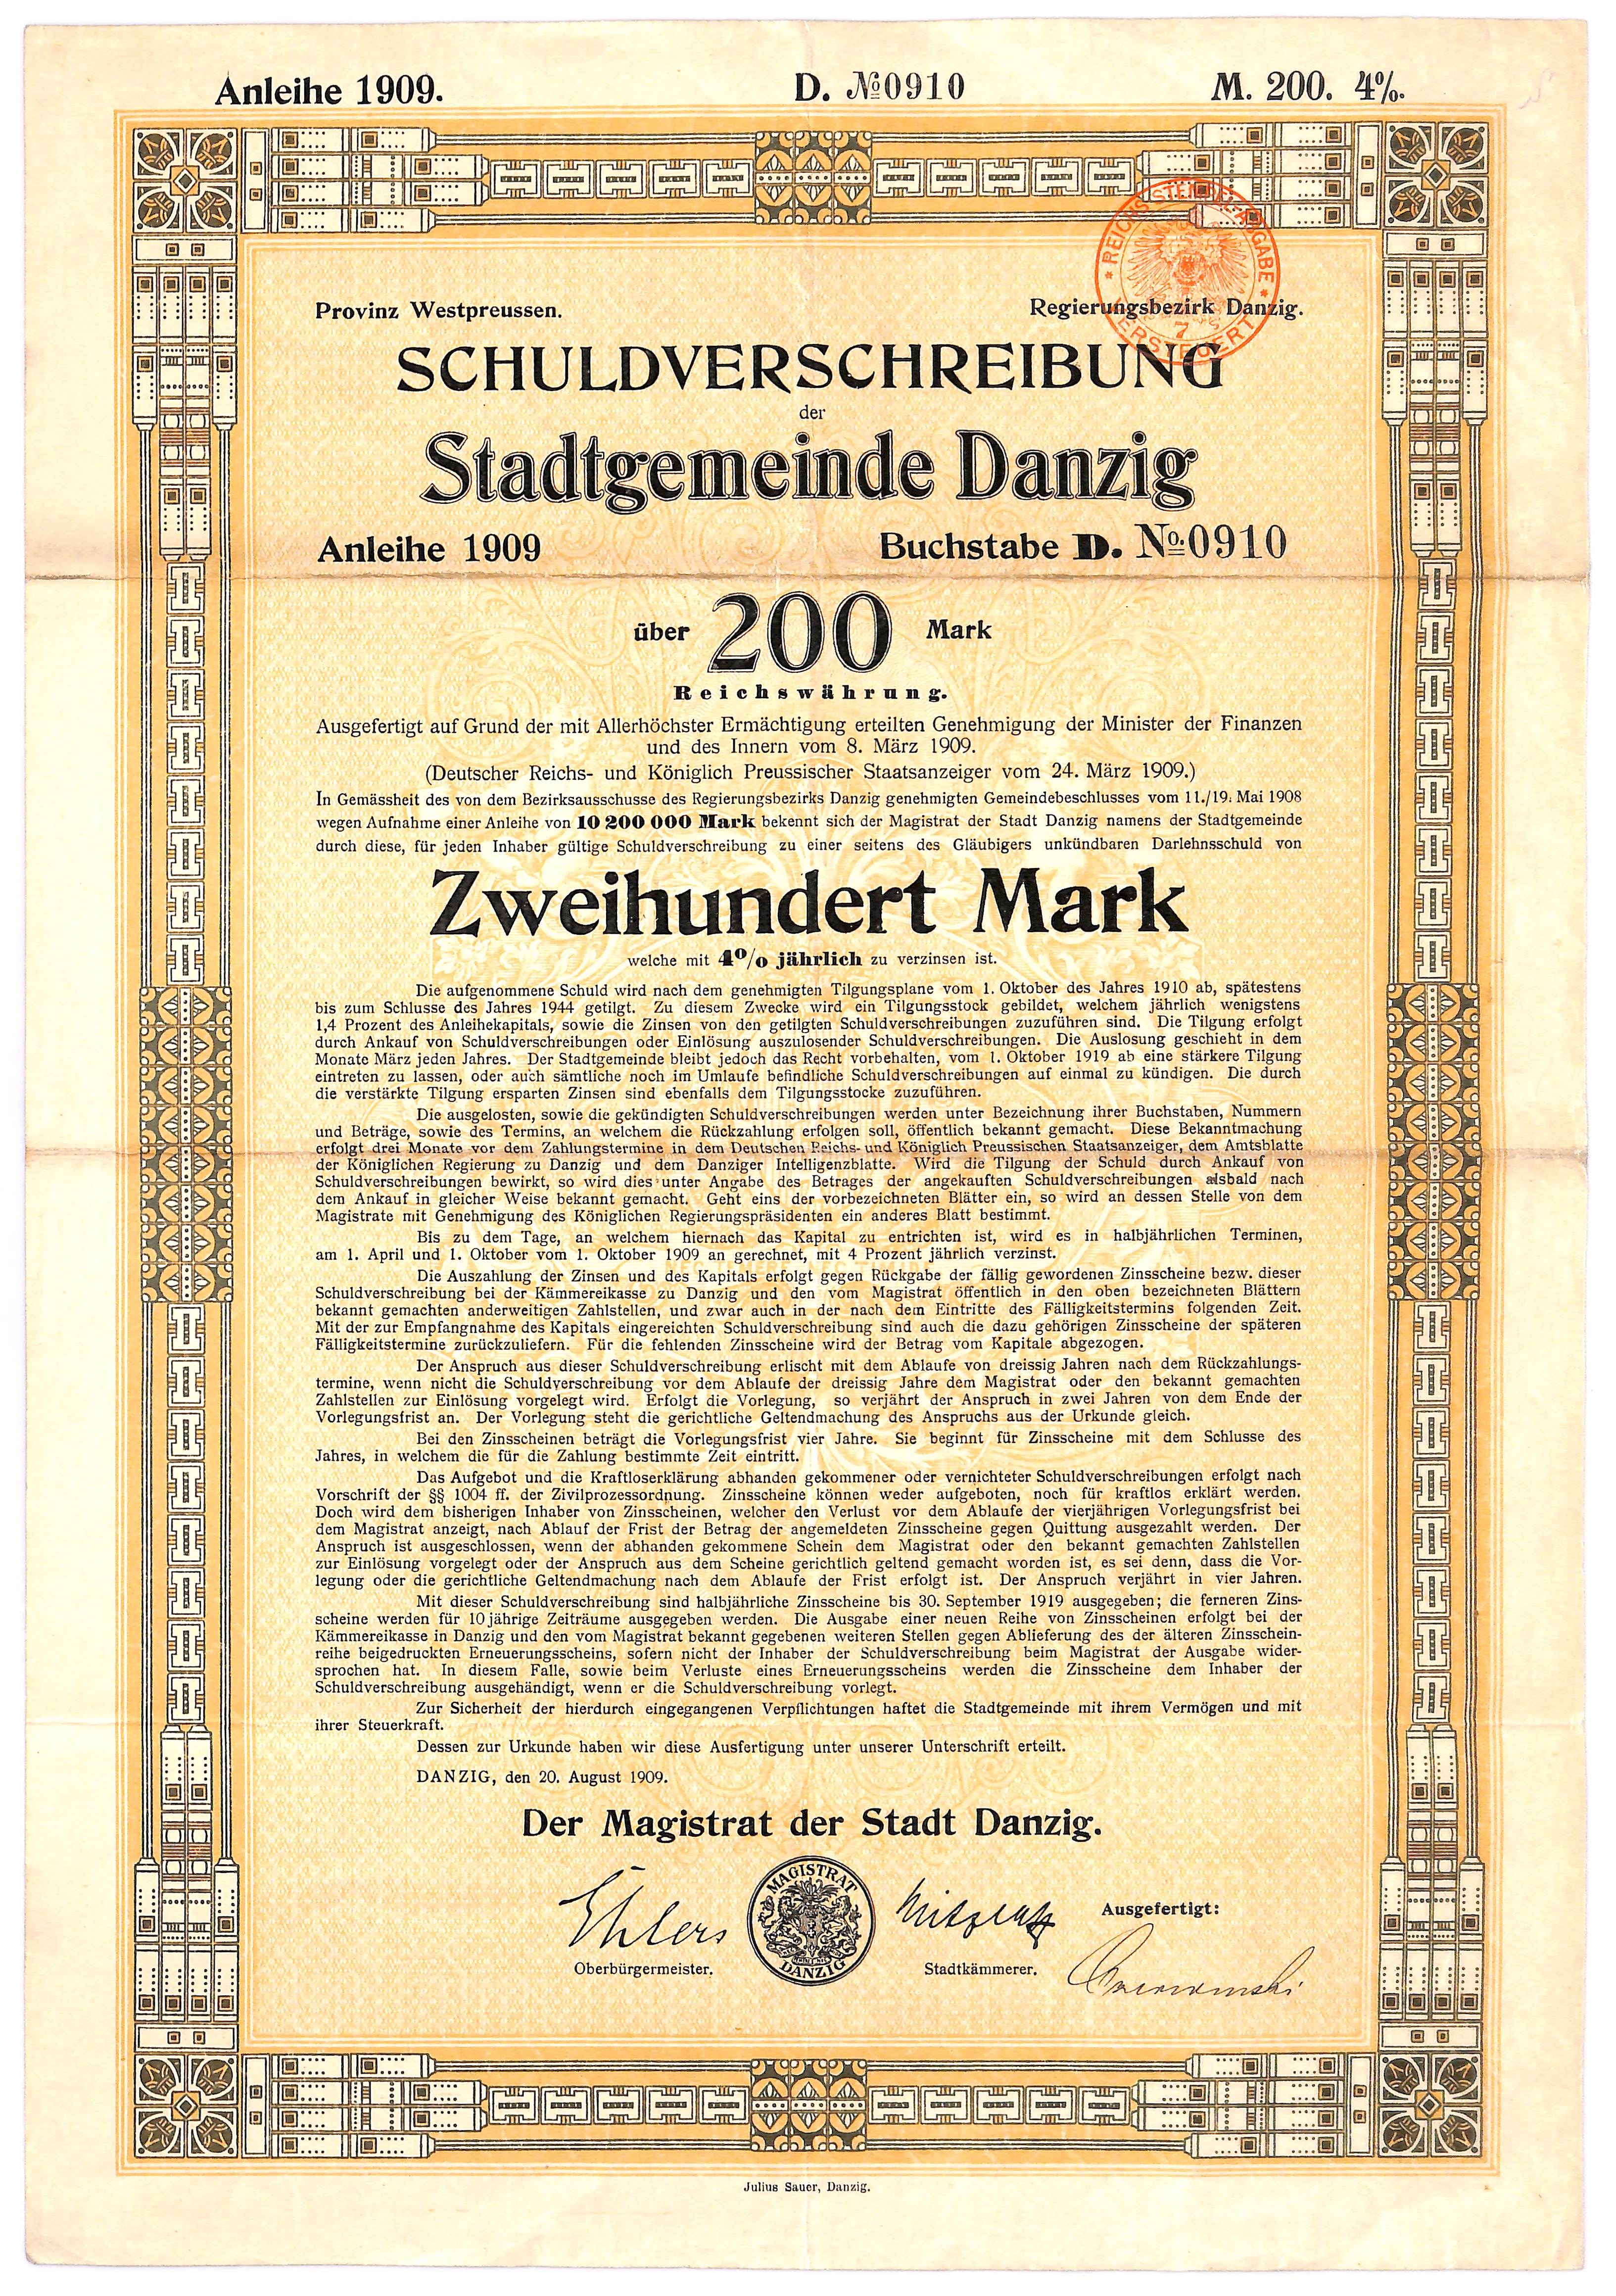 Anleihe 1909. D. № 0910 M. 200. 4%.
REICHS-STEMPEL-ABGABE
7
VERSTEUERT
Provinz Westpreussen. Regierungsbezirk Danzig.
SCHULDVERSCHREIBUNG
der
Stadtgemeinde Danzig
Anleihe 1909 Buchstabe D. No. 0910
über 200 Mark
Reichswährung.
Ausgefertigt auf Grund der mit Allerhöchster Ermächtigung erteilten Genehmigung der Minister der Finanzen
und des Innern vom 8. März 1909.
(Deutscher Reichs- und Königlich Preussischer Staatsanzeiger vom 24. März 1909.)
In Gemässheit des von dem Bezirksausschusse des Regierungsbezirks Danzig genehmigten Gemeindebeschlusses vom 11./19. Mai 1908
wegen Aufnahme einer Anleihe von 10 200 000 Mark bekennt sich der Magistrat der Stadt Danzig namens der Stadtgemeinde
durch diese, für jeden Inhaber gültige Schuldverschreibung zu einer seitens des Gläubigers unkündbaren Darlehnsschuld von
Zweihundert Mark
welche mit 4% jährlich zu verzinsen ist.
Die aufgenommene Schuld wird nach dem genehmigten Tilgungsplane vom 1. Oktober des Jahres 1910 ab, spätestens
bis zum Schlusse des Jahres 1944 getilgt. Zu diesem Zwecke wird ein Tilgungsstock gebildet, welchem jährlich wenigstens
1,4 Prozent des Anleihekapitals, sowie die Zinsen von den getilgten Schuldverschreibungen zuzuführen sind. Die Tilgung erfolgt
durch Ankauf von Schuldverschreibungen oder Einlösung auszulosender Schuldverschreibungen. Die Auslosung geschieht in dem
Monate März jeden Jahres. Der Stadtgemeinde bleibt jedoch das Recht vorbehalten, vom 1. Oktober 1919 ab eine stärkere Tilgung
eintreten zu lassen, oder auch sämtliche noch im Umlaufe befindliche Schuldverschreibungen auf einmal zu kündigen. Die durch
die verstärkte Tilgung ersparten Zinsen sind ebenfalls dem Tilgungsstocke zuzuführen.
Die ausgelosten, sowie die gekündigten Schuldverschreibungen werden unter Bezeichnung ihrer Buchstaben, Nummern
und Beträge, sowie des Termins, an welchem die Rückzahlung erfolgen soll, öffentlich bekannt gemacht. Diese Bekanntmachung
erfolgt drei Monate vor dem Zahlungstermine in dem Deutschen Reichs- und Königlich Preussischen Staatsanzeiger, dem Amtsblatte
der Königlichen Regierung zu Danzig und dem Danziger Intelligenzblatte. Wird die Tilgung der Schuld durch Ankauf von
Schuldverschreibungen bewirkt, so wird dies unter Angabe des Betrages der angekauften Schuldverschreibungen alsbald nach
dem Ankauf in gleicher Weise bekannt gemacht. Geht eins der vorbezeichneten Blätter ein, so wird an dessen Stelle von dem
Magistrate mit Genehmigung des Königlichen Regierungspräsidenten ein anderes Blatt bestimmt.
Bis zu dem Tage, an welchem hiernach das Kapital zu entrichten ist, wird es in halbjährlichen Terminen,
am 1. April und 1. Oktober vom 1. Oktober 1909 an gerechnet, mit 4 Prozent jährlich verzinst.
Die Auszahlung der Zinsen und des Kapitals erfolgt gegen Rückgabe der fällig gewordenen Zinsscheine bezw. dieser
Schuldverschreibung bei der Kämmereikasse zu Danzig und den vom Magistrat öffentlich in den oben bezeichneten Blättern
bekannt gemachten anderweitigen Zahlstellen, und zwar auch in der nach dem Eintritte des Fälligkeitstermins folgenden Zeit.
Mit der zur Empfangnahme des Kapitals eingereichten Schuldverschreibung sind auch die dazu gehörigen Zinsscheine der späteren
Fälligkeitstermine zurückzuliefern. Für die fehlenden Zinsscheine wird der Betrag vom Kapitale abgezogen.
Der Anspruch aus dieser Schuldverschreibung erlischt mit dem Ablaufe von dreissig Jahren nach dem Rückzahlungs-
termine, wenn nicht die Schuldverschreibung vor dem Ablaufe der dreissig Jahre dem Magistrat oder den bekannt gemachten
Zahlstellen zur Einlösung vorgelegt wird. Erfolgt die Vorlegung, so verjährt der Anspruch in zwei Jahren von dem Ende der
Vorlegungsfrist an. Der Vorlegung steht die gerichtliche Geltendmachung des Anspruchs aus der Urkunde gleich.
Bei den Zinsscheinen beträgt die Vorlegungsfrist vier Jahre. Sie beginnt für Zinsscheine mit dem Schlusse des
Jahres, in welchem die für die Zahlung bestimmte Zeit eintritt.
Das Aufgebot und die Kraftloserklärung abhanden gekommener oder vernichteter Schuldverschreibungen erfolgt nach
Vorschrift der §§ 1004 ff. der Zivilprozessordnung. Zinsscheine können weder aufgeboten, noch für kraftlos erklärt werden.
Doch wird dem bisherigen Inhaber von Zinsscheinen, welcher den Verlust vor dem Ablaufe der vierjährigen Vorlegungsfrist bei
dem Magistrat anzeigt, nach Ablauf der Frist der Betrag der angemeldeten Zinsscheine gegen Quittung ausgezahlt werden. Der
Anspruch ist ausgeschlossen, wenn der abhanden gekommene Schein dem Magistrat oder den bekannt gemachten Zahlstellen
zur Einlösung vorgelegt oder der Anspruch aus dem Scheine gerichtlich geltend gemacht worden ist, es sei denn, dass die Vor-
legung oder die gerichtliche Geltendmachung nach dem Ablaufe der Frist erfolgt ist. Der Anspruch verjährt in vier Jahren.
Mit dieser Schuldverschreibung sind halbjährliche Zinsscheine bis 30. September 1919 ausgegeben; die ferneren Zins-
scheine werden für 10jährige Zeiträume ausgegeben werden. Die Ausgabe einer neuen Reihe von Zinsscheinen erfolgt bei der
Kämmereikasse in Danzig und den vom Magistrat bekannt gegebenen weiteren Stellen gegen Ablieferung des der älteren Zinsschein-
reihe beigedruckten Erneuerungsscheins, sofern nicht der Inhaber der Schuldverschreibung beim Magistrat der Ausgabe wider-
sprochen hat. In diesem Falle, sowie beim Verluste eines Erneuerungsscheins werden die Zinsscheine dem Inhaber der
Schuldverschreibung ausgehändigt, wenn er die Schuldverschreibung vorlegt.
Zur Sicherheit der hierdurch eingegangenen Verpflichtungen haftet die Stadtgemeinde mit ihrem Vermögen und mit
ihrer Steuerkraft.
Dessen zur Urkunde haben wir diese Ausfertigung unter unserer Unterschrift erteilt.
DANZIG, den 20. August 1909.
Der Magistrat der Stadt Danzig.
MAGISTRAT
DANZIG
Ehlers
Ausgefertigt:
Oberbürgermeister. Stadtkämmerer.
Julius Sauer, Danzig.